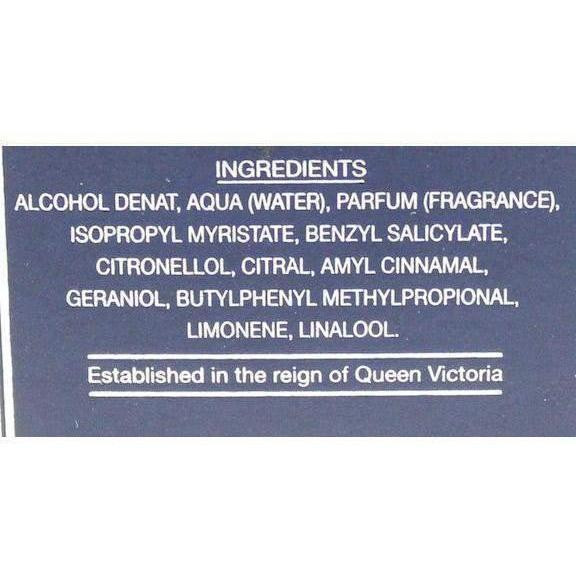 INGREDIENTS
ALCOHOL DENAT, AQUA (WATER), PARFUM (FRAGRANCE),
ISOPROPYL MYRISTATE, BENZYL SALICYLATE,
CITRONELLOL, CITRAL, AMYL CINNAMAL,
GERANIOL, BUTYLPHENYL METHYLPROPIONAL,
LIMONENE, LINALOOL.
Established in the reign of Queen Victoria